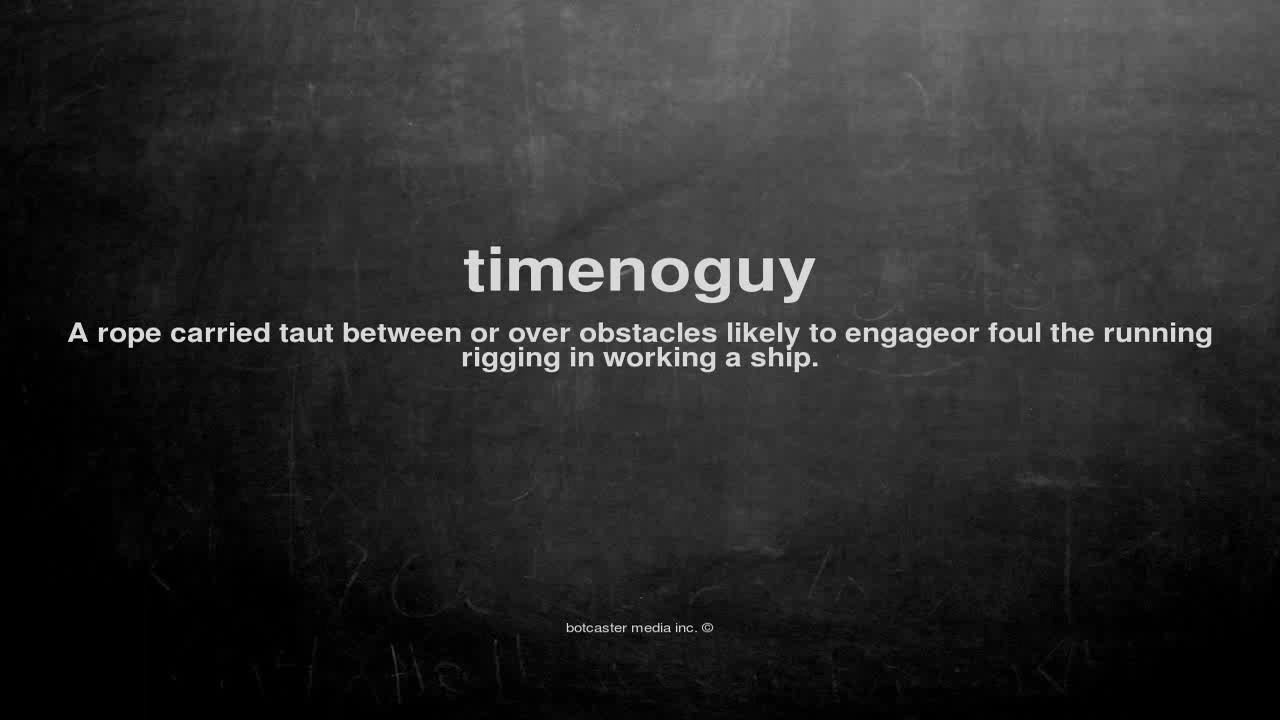 timenoguy
A rope carried taut between or over obstacles likely to engageor foul the running
rigging in working a ship.
botcaster media inc. ©